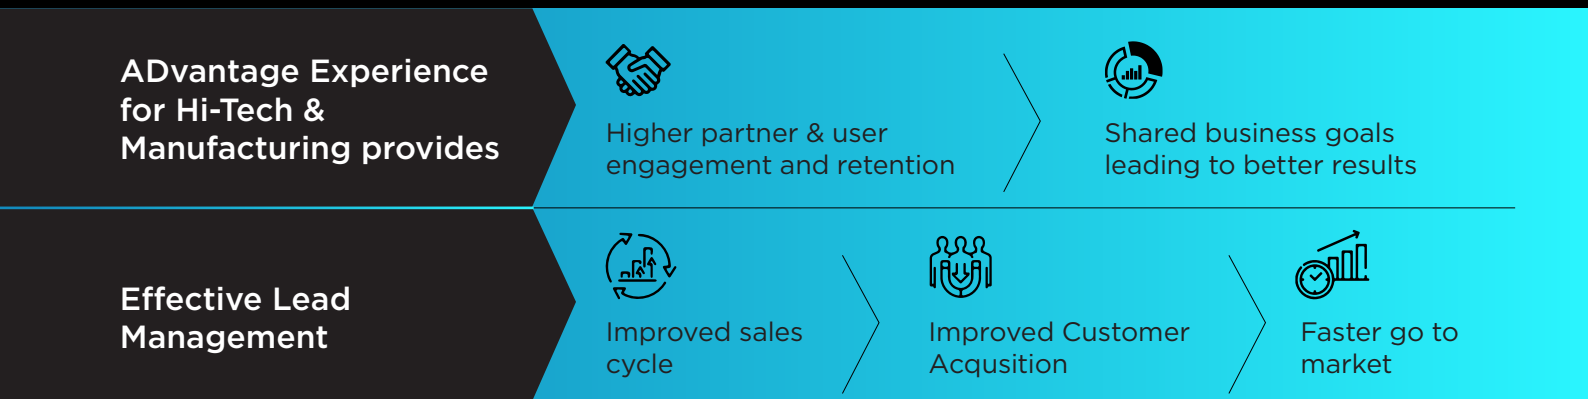 ADvantage Experience
for Hi-Tech &
Manufacturing provides
Higher partner & user
engagement and retention
Shared business goals
leading to better results
Effective Lead
Management
Improved sales
cycle
Improved Customer
Acqusition
Faster go to
market